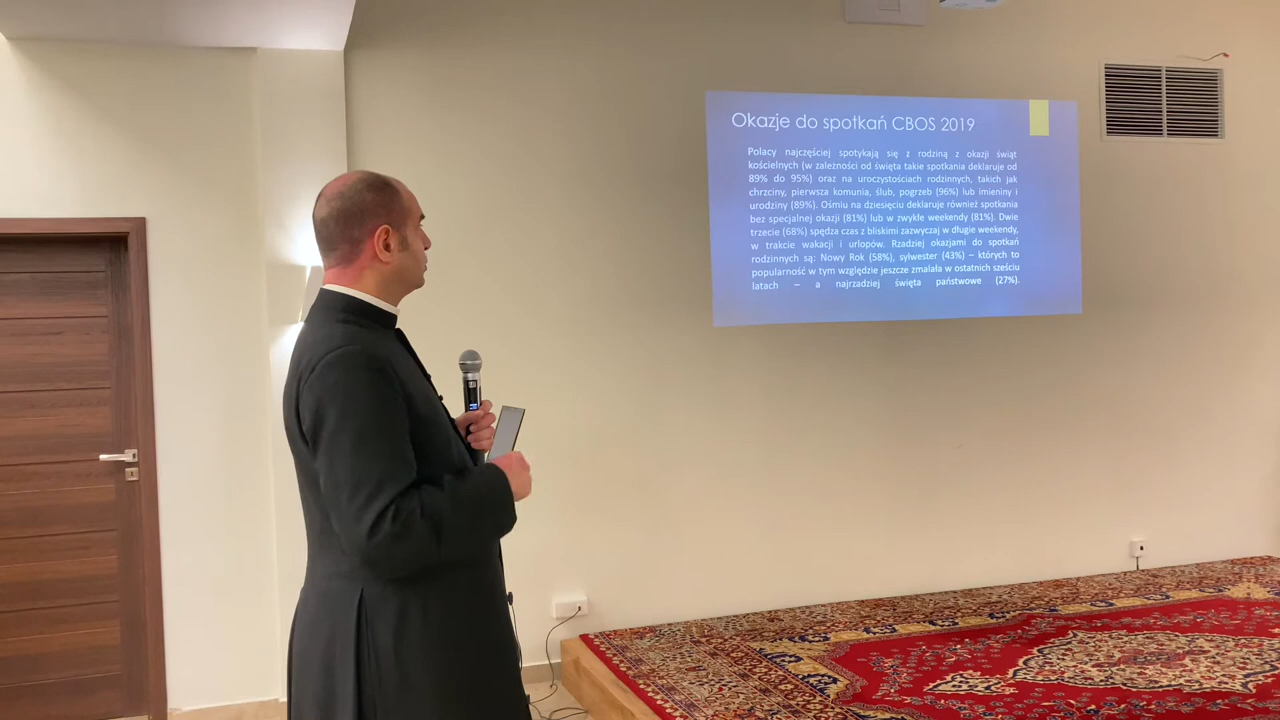 Okazje do spotkań CBOS 2019
Polacy najczęściej spotykają się z rodziną z okazji świąt
kościelnych (w zależności od święta takie spotkania deklaruje od
89% do 95%) oraz na uroczystościach rodzinnych, takich jak
chrzciny, pierwsza komunia, ślub, pogrzeb (96%) lub imieniny i
urodziny (89%). Ośmiu na dziesięciu deklaruje również spotkania
bez specjalnej okazji (81%) lub w zwykłe weekendy (81%). Dwie
trzecie (68%) spędza czas z bliskimi zazwyczaj w długie weekendy,
w trakcie wakacji i urlopów. Rzadziej okazjami do spotkań
rodzinnych są: Nowy Rok (58%), sylwester (43%) – których to
popularność w tym względzie jeszcze zmalała w ostatnich sześciu
latach – a najrzadziej święta państwowe (27%).